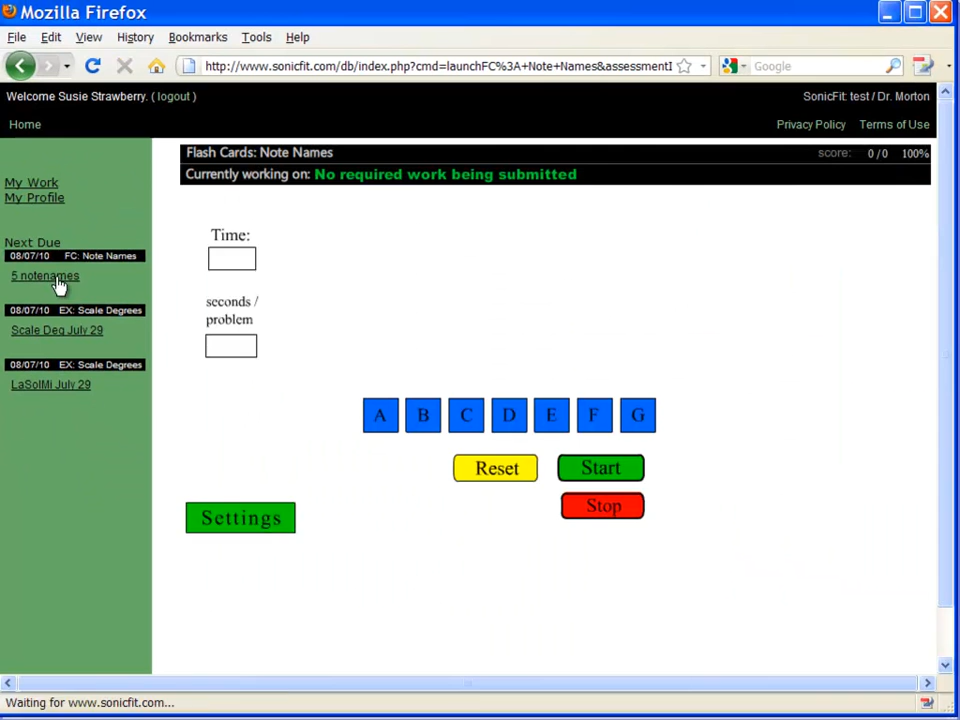 Mozilla Firefox
File Edit View History Bookmarks Tools Help
http://www.sonicfit.com/db/index.php?cmd=launchFC%3A+Note+Names&assessmentI
Google
Welcome Susie Strawberry. ( logout )
SonicFit: test / Dr. Morton
Home
Privacy Policy Terms of Use
Flash Cards: Note Names
score: 0 / 0 100%
Currently working on: No required work being submitted
My Work
My Profile
Next Due
08/07/10 FC: Note Names
5 notenames
08/07/10 EX: Scale Degrees
Scale Deg July 29
08/07/10 EX: Scale Degrees
LaSolMi July 29
Time:
seconds /
problem
A B C D E F G
Reset Start
Stop
Settings
Waiting for www.sonicfit.com...